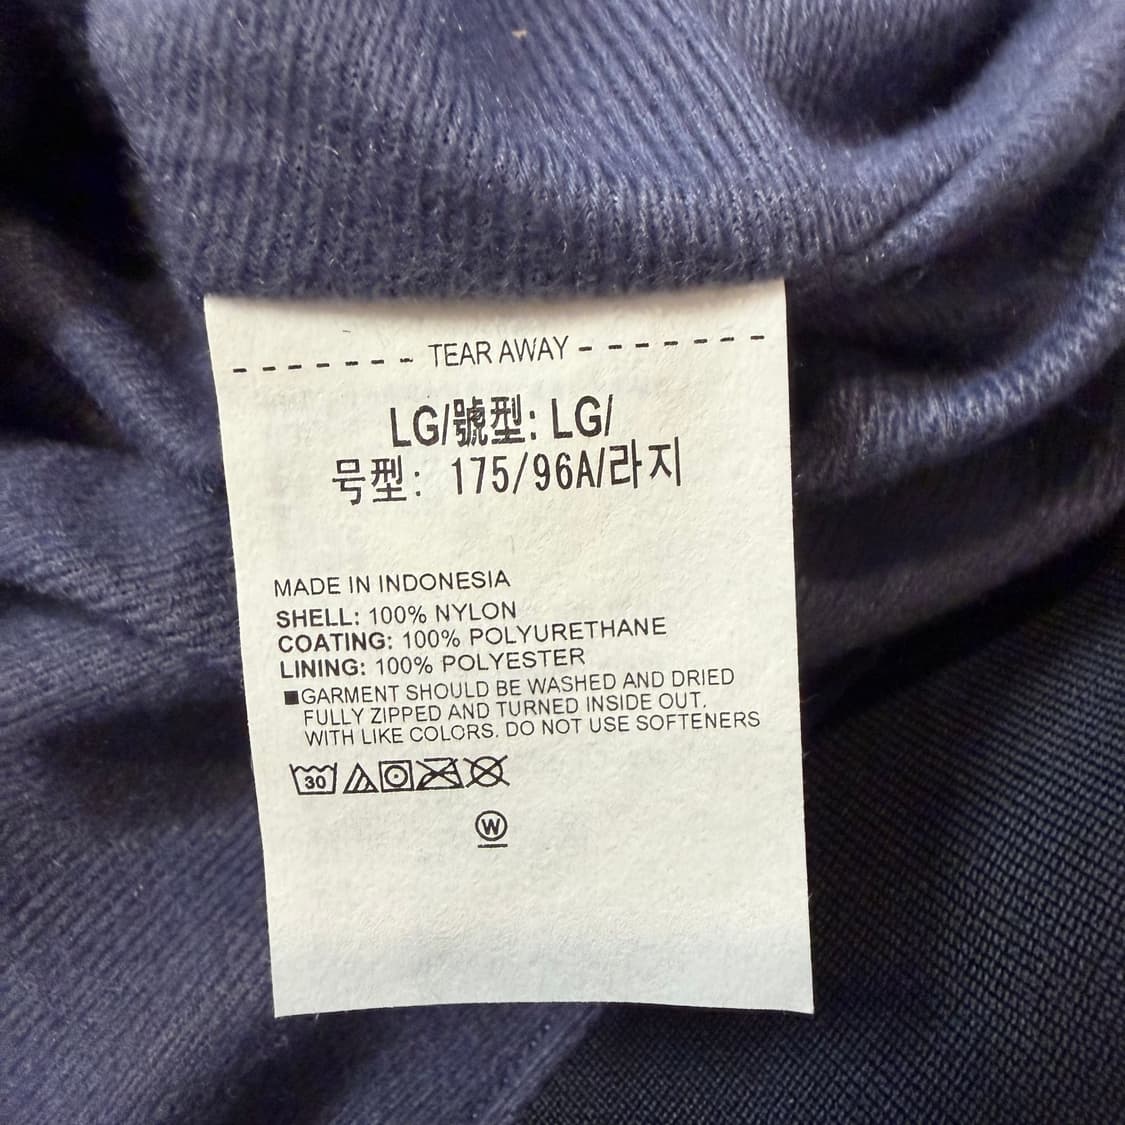 TEAR AWAY
LG/號型: LG/
号型: 175/96A/라지
MADE IN INDONESIA
SHELL: 100% NYLON
COATING: 100% POLYURETHANE
LINING: 100% POLYESTER
■GARMENT SHOULD BE WASHED AND DRIED
FULLY ZIPPED AND TURNED INSIDE OUT.
WITH LIKE COLORS. DO NOT USE SOFTENERS
30
W